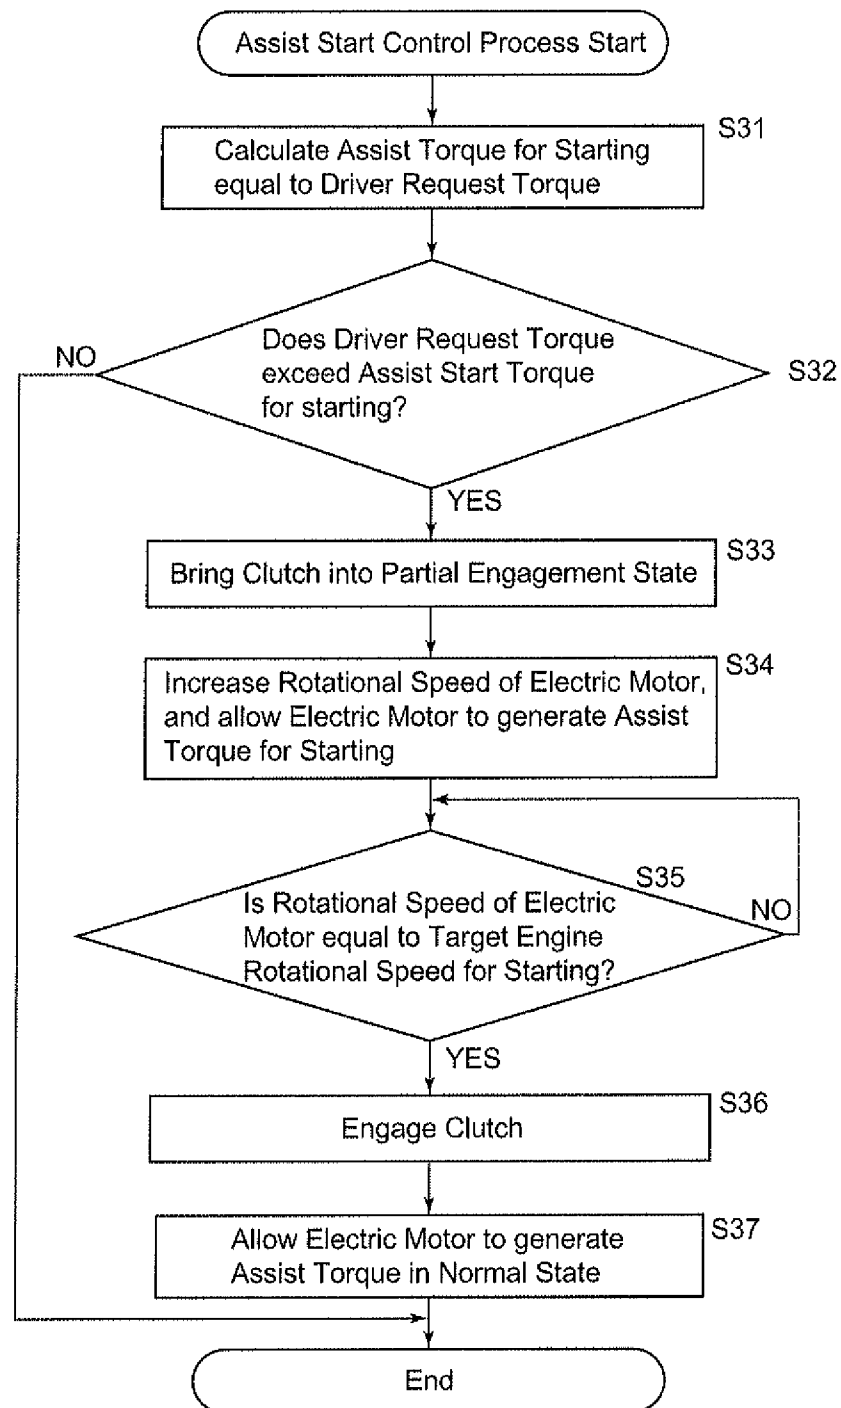 Assist Start Control Process Start
S31
Calculate Assist Torque for Starting
equal to Driver Request Torque
Does Driver Request Torque
exceed Assist Start Torque
for starting?
NO
S32
YES
S33
Bring Clutch into Partial Engagement State
S34
Increase Rotational Speed of Electric Motor,
and allow Electric Motor to generate Assist
Torque for Starting
S35
Is Rotational Speed of Electric
Motor equal to Target Engine
Rotational Speed for Starting?
NO
YES
S36
Engage Clutch
S37
Allow Electric Motor to generate
Assist Torque in Normal State
End